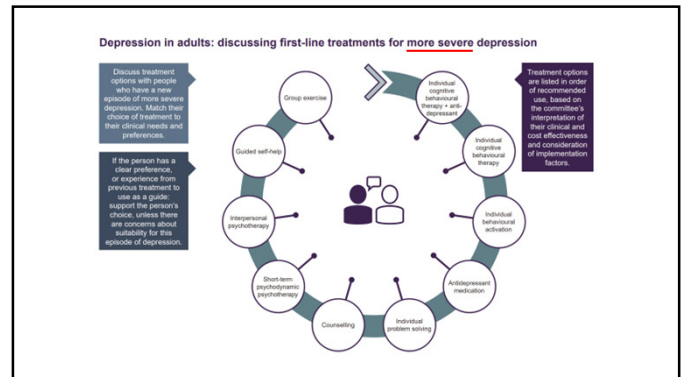 Depression in adults: discussing first-line treatments for more severe depression
Discuss treatment
options with people
who have a new
episode of more severe
depression. Match their
choice of treatment to
their clinical needs and
preferences.
If the person has a
clear preference,
or experience from
previous treatment to
use as a guide:
support the person's
choice, unless there
are concerns about
suitability for this
episode of depression.
Individual
cognitive
behavioural
therapy + anti-
depressant
Individual
cognitive
behavioural
therapy
Individual
behavioural
activation
Antidepressant
medication
Individual
problem solving
Counselling
Short-term
psychodynamic
psychotherapy
Interpersonal
psychotherapy
Guided self-help
Group exercise
Treatment options
are listed in order
of recommended
use, based on
the committee's
interpretation of
their clinical and
cost effectiveness
and consideration
of implementation
factors.